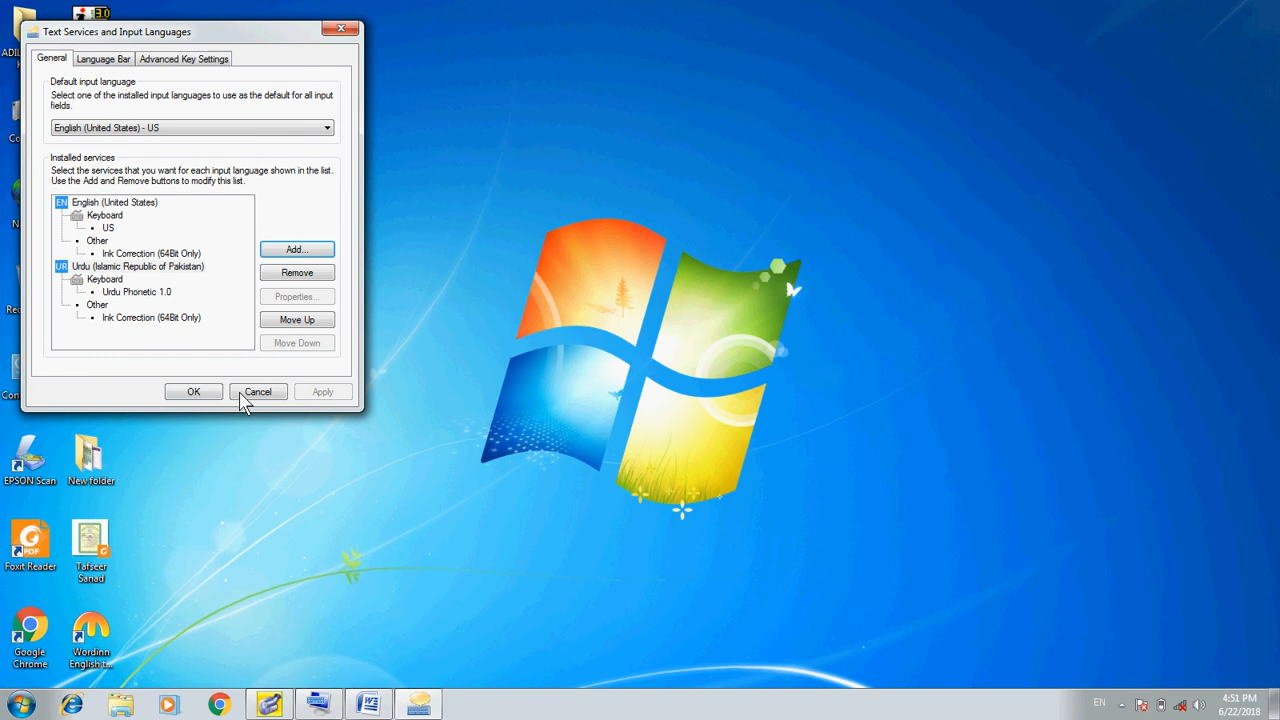 3.0
Text Services and Input Languages
General
Language Bar
Advanced Key Settings
Default input language
Select one of the installed input languages to use as the default for all input
fields.
English (United States) - US
Installed services
Select the services that you want for each input language shown in the list.
Use the Add and Remove buttons to modify this list.
EN English (United States)
Keyboard
US
Other
Ink Correction (64Bit Only)
UR Urdu (Islamic Republic of Pakistan)
Keyboard
Urdu Phonetic 1.0
Other
Ink Correction (64Bit Only)
Add...
Remove
Properties...
Move Up
Move Down
OK
Cancel
Apply
EPSON Scan
New folder
Foxit Reader
Tafseer
Sanad
PDF
Google
Chrome
Wordinn
English t...
EN
4:51 PM
6/22/2018